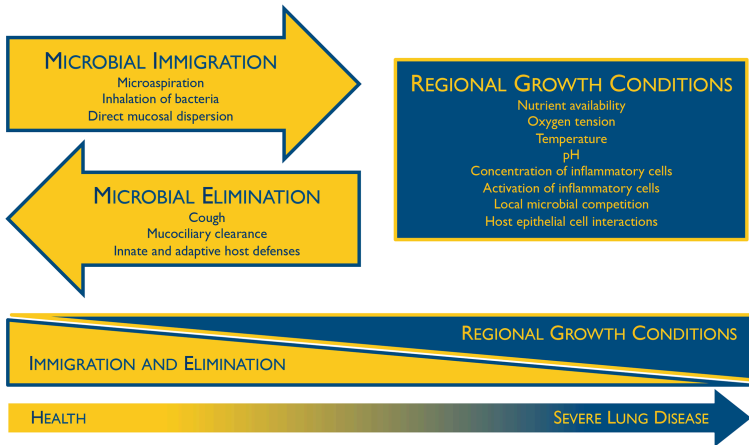 MICROBIAL IMMIGRATION
Microaspiration
Inhalation of bacteria
Direct mucosal dispersion
MICROBIAL ELIMINATION
Cough
Mucociliary clearance
Innate and adaptive host defenses
REGIONAL GROWTH CONDITIONS
Nutrient availability
Oxygen tension
Temperature
pH
Concentration of inflammatory cells
Activation of inflammatory cells
Local microbial competition
Host epithelial cell interactions
REGIONAL GROWTH CONDITIONS
IMMIGRATION AND ELIMINATION
HEALTH
SEVERE LUNG DISEASE